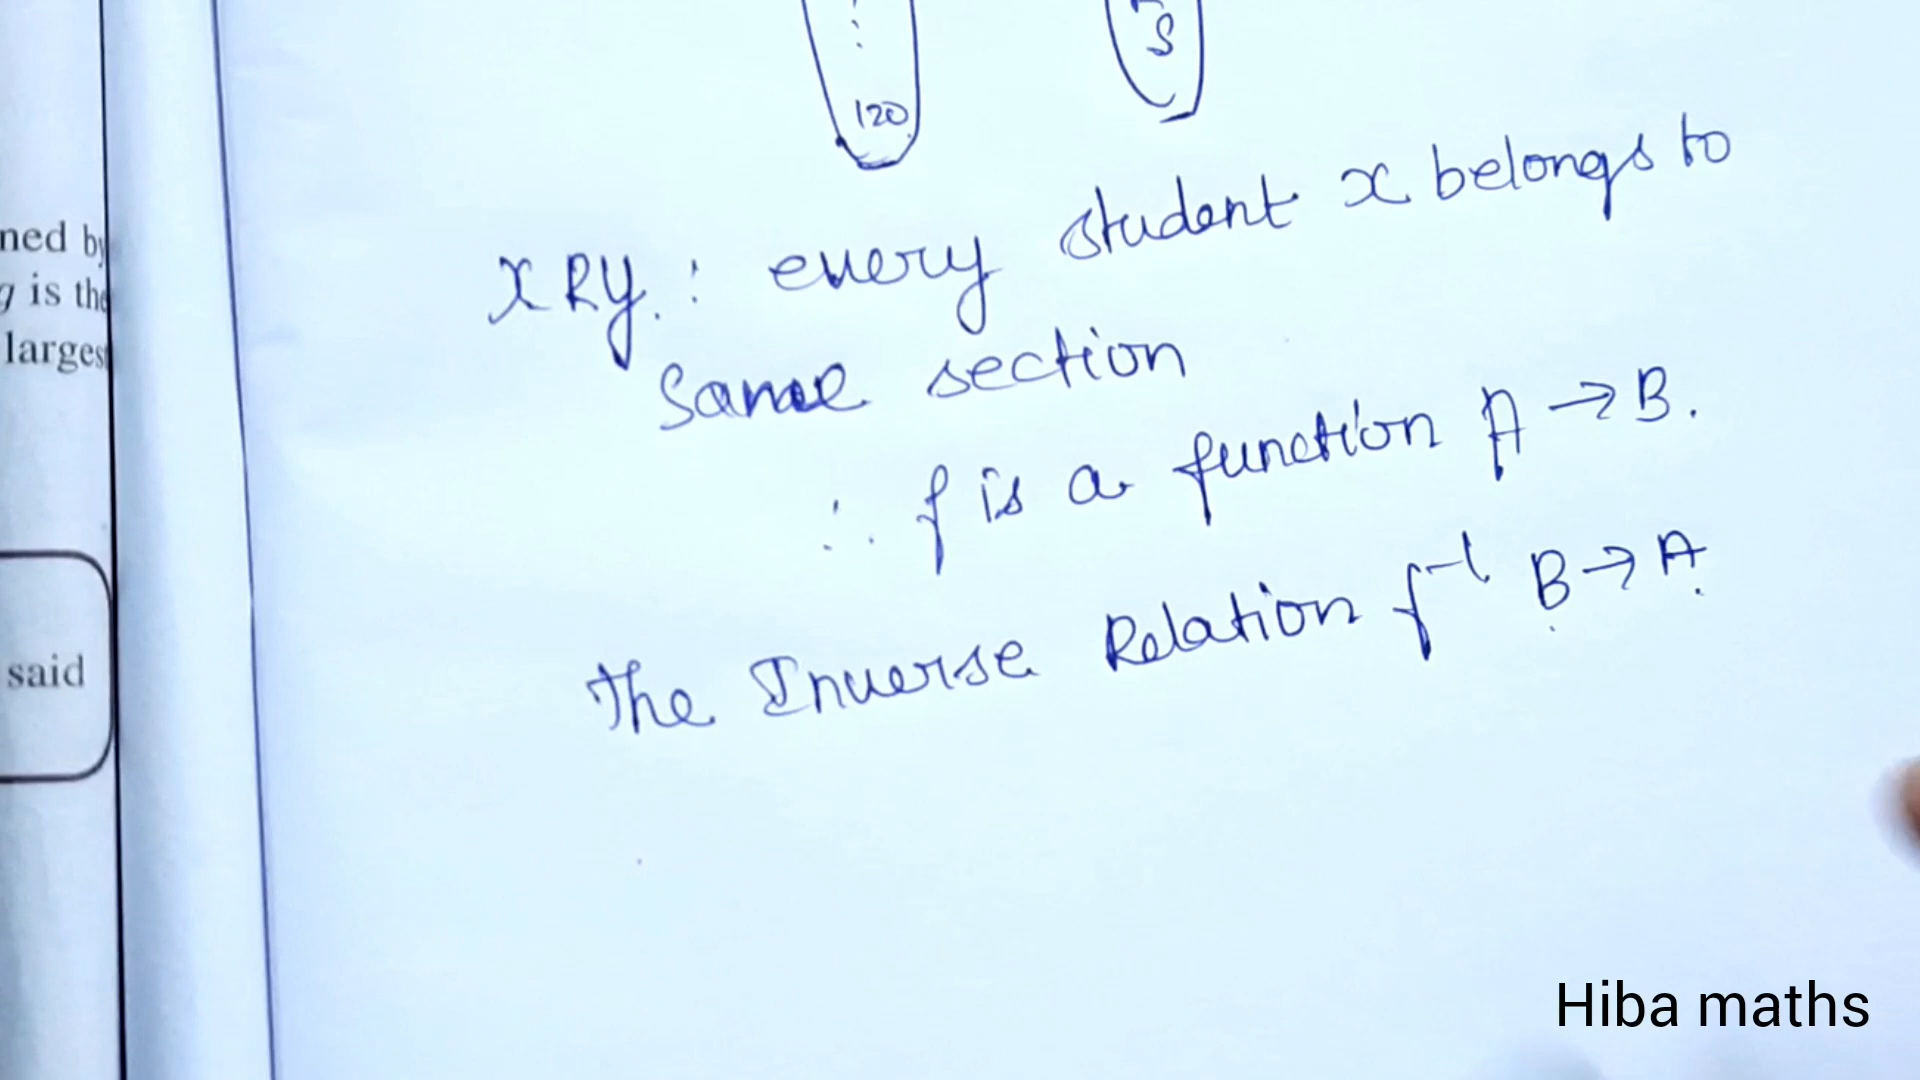 ned by
g is the
larges
said
120
S
x R y : every student x belongs to
Same section
∴ f is a function A → B.
The Inverse Relation f⁻¹ B → A
Hiba maths